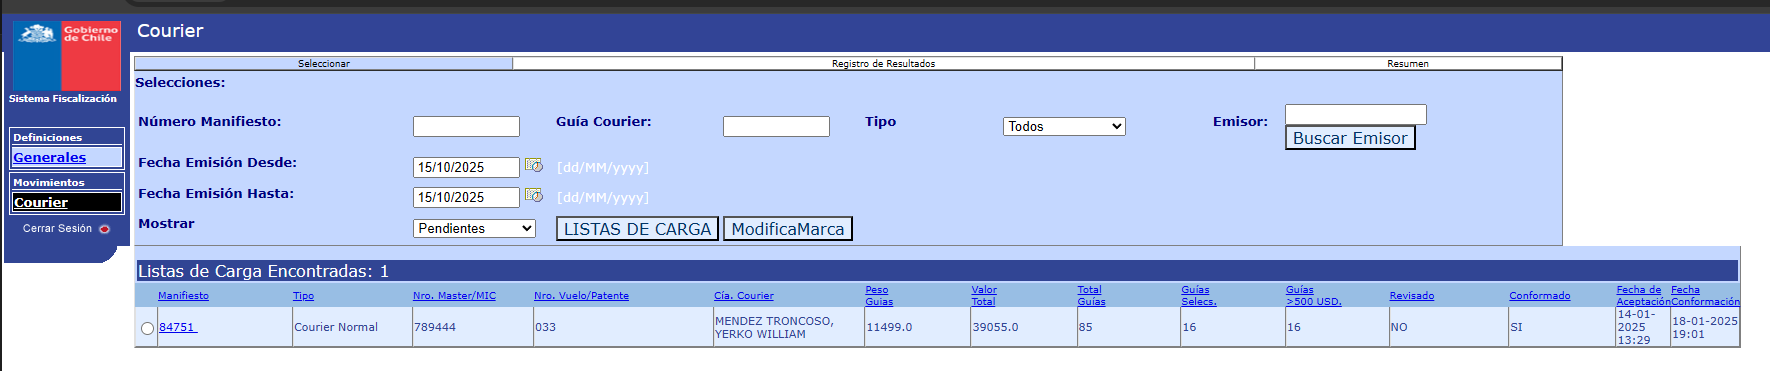 Gobierno
de Chile
Courier
Sistema Fiscalización
Definiciones
Generales
Movimientos
Courier
Cerrar Sesión
Seleccionar Registro de Resultados Resumen
Selecciones:
Número Manifiesto: Guía Courier: Tipo Todos Emisor:
Buscar Emisor
Fecha Emisión Desde: 15/10/2025 [dd/MM/yyyy]
Fecha Emisión Hasta: 15/10/2025 [dd/MM/yyyy]
Mostrar Pendientes LISTAS DE CARGA ModificaMarca
Listas de Carga Encontradas: 1
Manifiesto Tipo Nro. Master/MIC Nro. Vuelo/Patente Cía. Courier Peso Guias Valor Total Total Guías Guías Selecs. Guías >500 USD. Revisado Conformado Fecha de Aceptación Fecha Conformación
84751 Courier Normal 789444 033 MENDEZ TRONCOSO, YERKO WILLIAM 11499.0 39055.0 85 16 16 NO SI 14-01-2025 13:29 18-01-2025 19:01